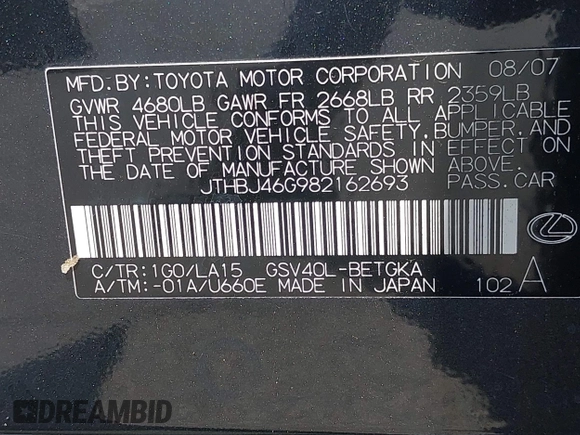 MFD. BY: TOYOTA MOTOR CORPORATION 08/07
GVWR 4680LB GAWR FR 2668LB RR 2359LB
THIS VEHICLE CONFORMS TO ALL APPLICABLE
FEDERAL MOTOR VEHICLE SAFETY, BUMPER, AND
THEFT PREVENTION STANDARDS IN EFFECT ON
THE DATE OF MANUFACTURE SHOWN ABOVE.
JTHBJ46G982162693 PASS. CAR
C/TR: 1G0/LA15 GSV40L-BETGKA
A/TM: -01A/U660E MADE IN JAPAN 102 A
DREAMBID